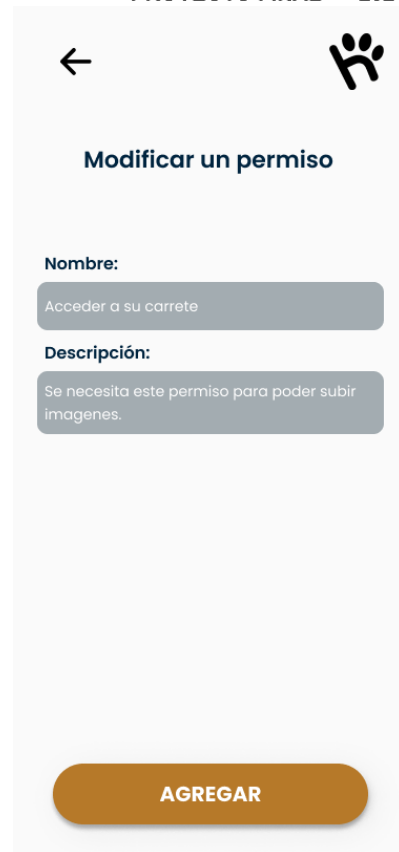 Modificar un permiso
Nombre:
Acceder a su carrete
Descripción:
Se necesita este permiso para poder subir
imagenes.
AGREGAR